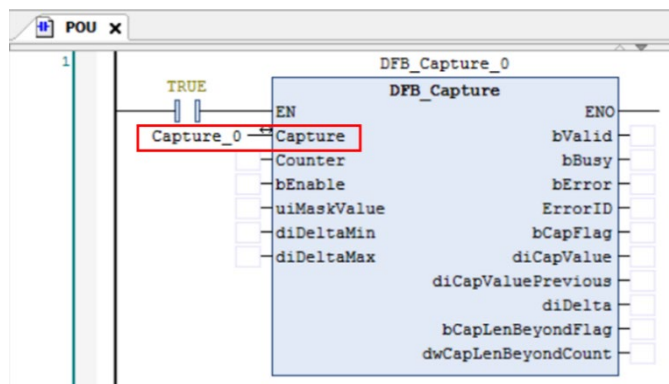 POU x
1
DFB_Capture_0
TRUE
DFB_Capture
EN ENO
Capture_0 Capture bValid
Counter bBusy
bEnable bError
uiMaskValue ErrorID
diDeltaMin bCapFlag
diDeltaMax diCapValue
diCapValuePrevious
diDelta
bCapLenBeyondFlag
dwCapLenBeyondCount